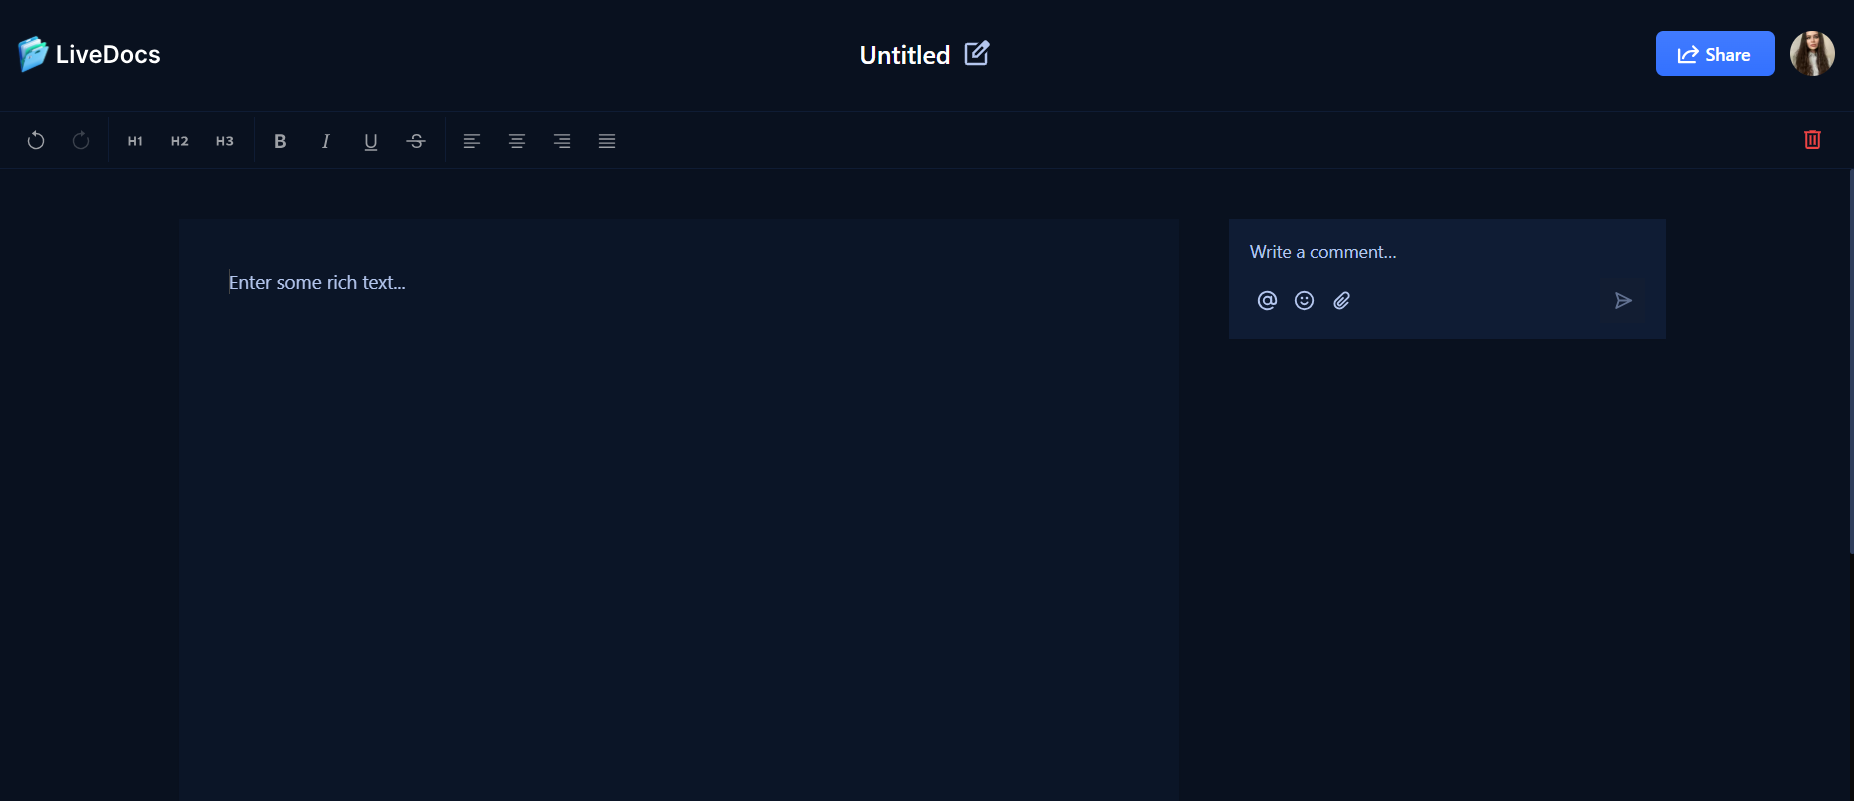 LiveDocs
Untitled
Share
H1 H2 H3 B I U S
Enter some rich text...
Write a comment...
@